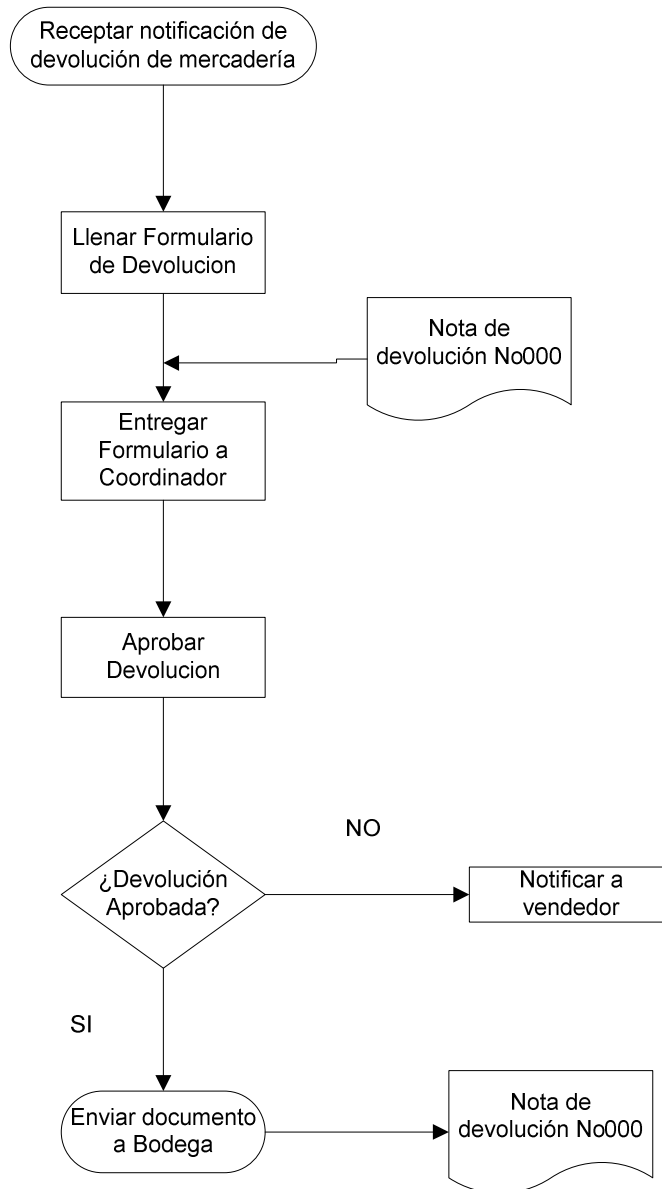 Receptar notificación de
devolución de mercadería
Llenar Formulario
de Devolucion
Nota de
devolución No000
Entregar
Formulario a
Coordinador
Aprobar
Devolucion
¿Devolución
Aprobada?
NO
Notificar a
vendedor
SI
Enviar documento
a Bodega
Nota de
devolución No000